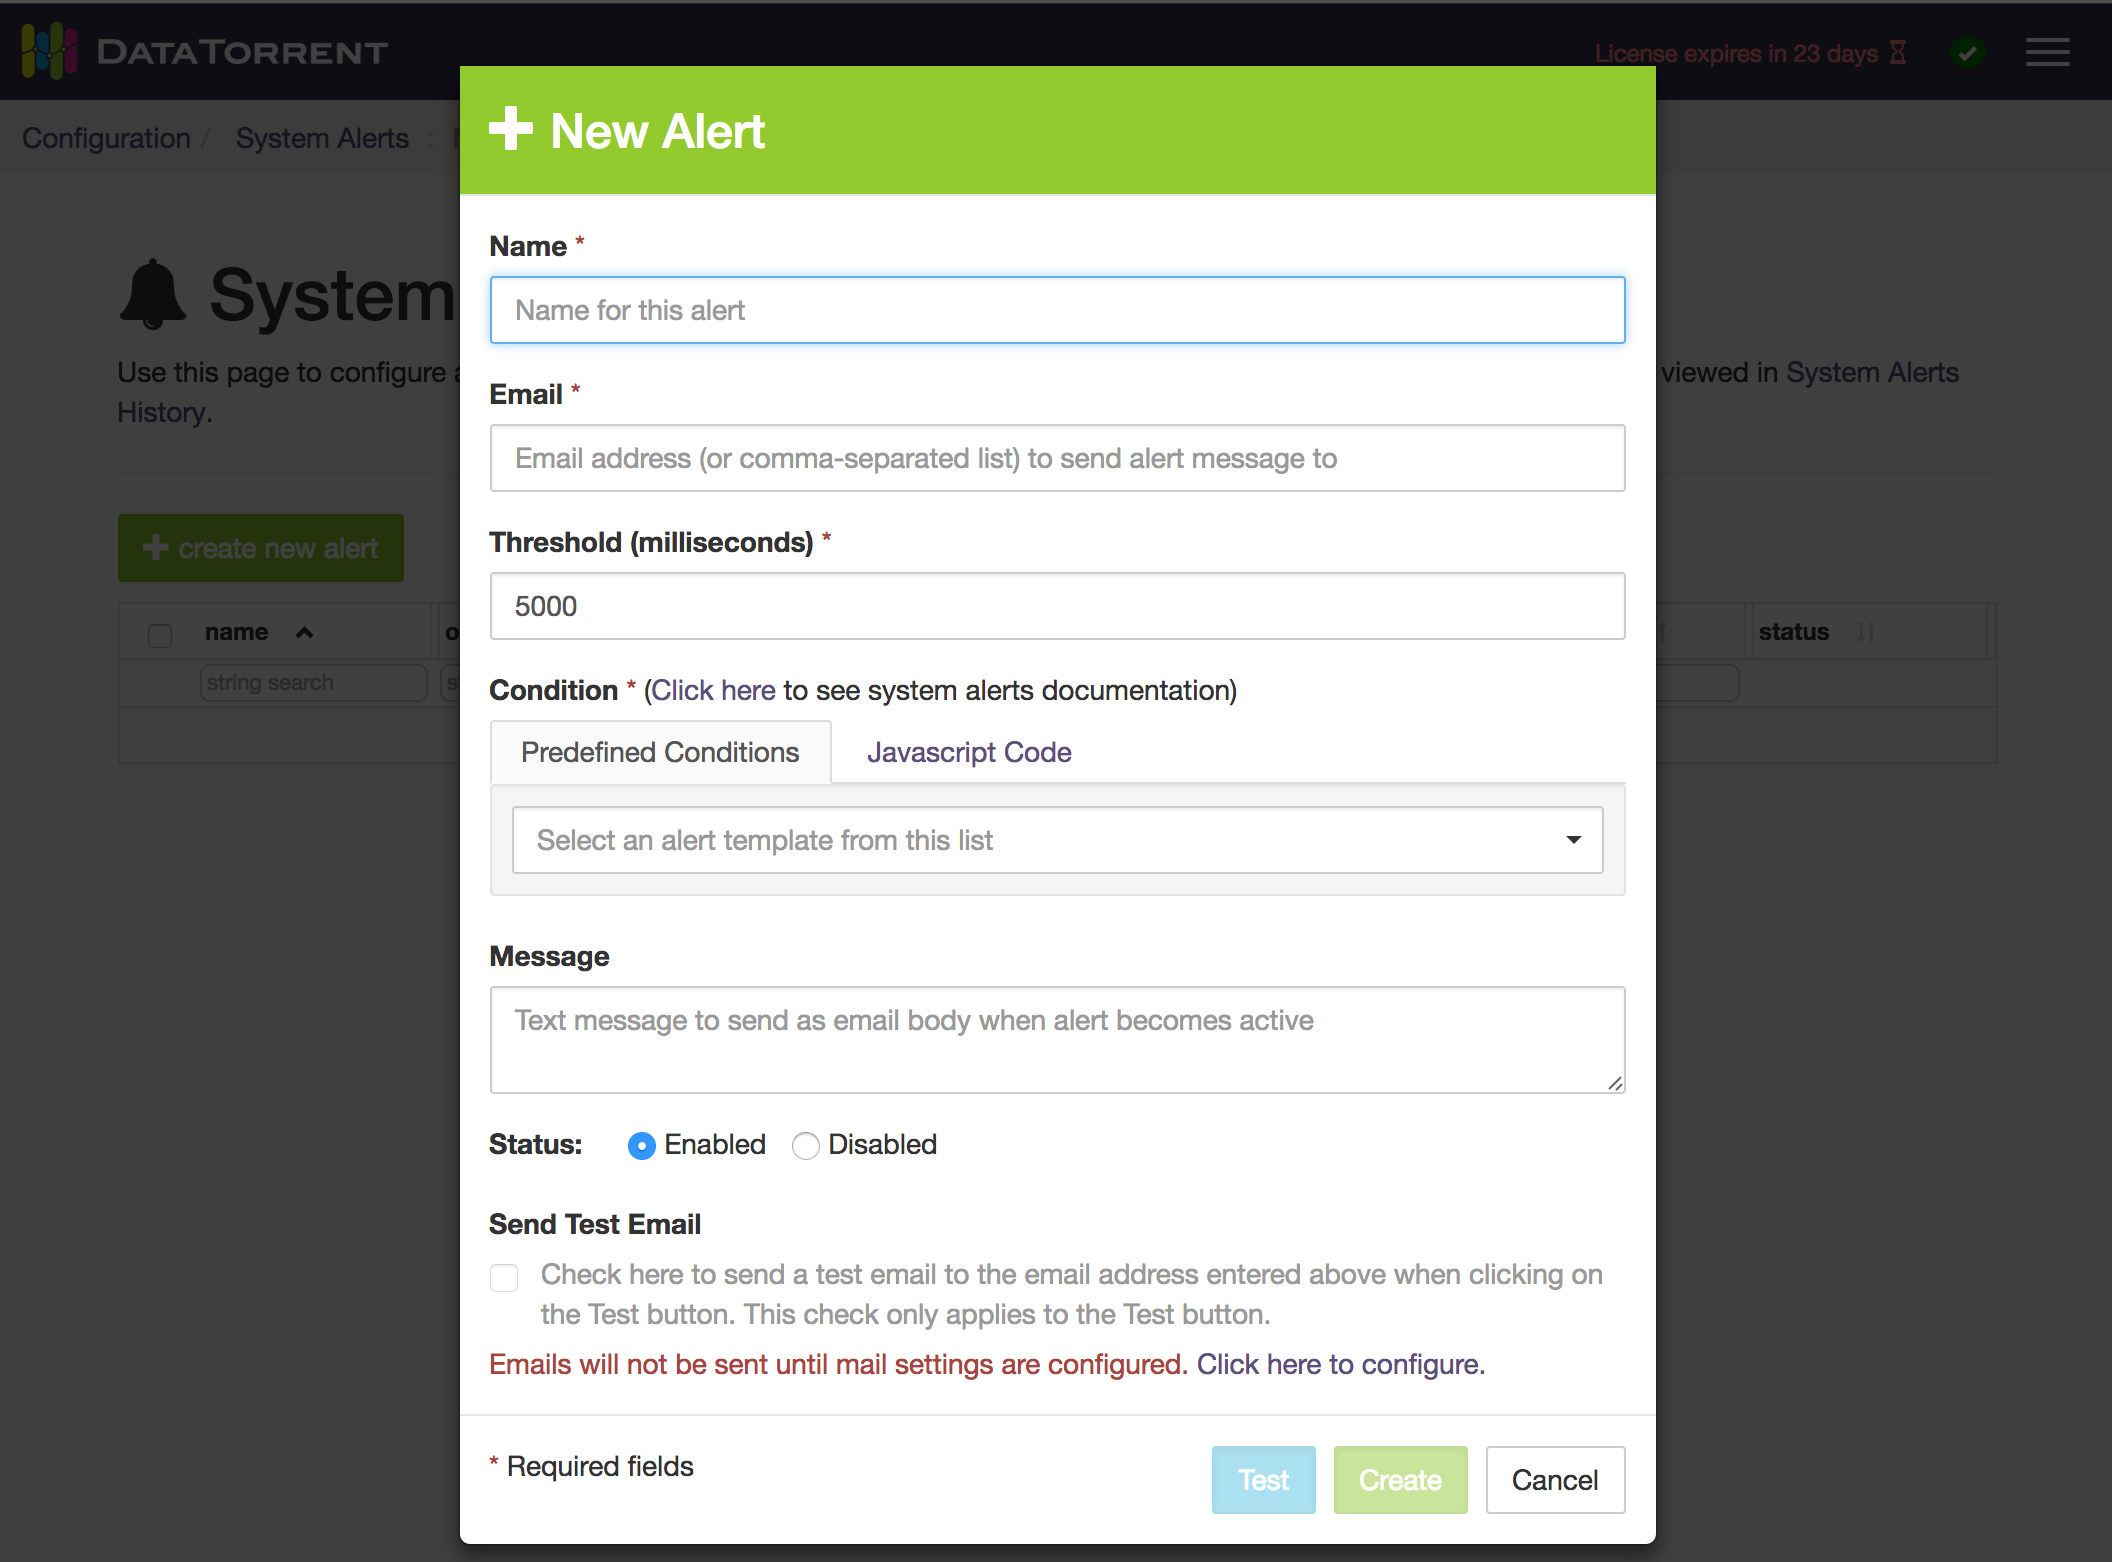 DATATORRENT
License expires in 23 days
Configuration / System Alerts :
New Alert
System
Use this page to configure
viewed in System Alerts
History.
create new alert
name
status
string search
Name *
Name for this alert
Email *
Email address (or comma-separated list) to send alert message to
Threshold (milliseconds) *
5000
Condition * (Click here to see system alerts documentation)
Predefined Conditions
Javascript Code
Select an alert template from this list
Message
Text message to send as email body when alert becomes active
Status: Enabled Disabled
Send Test Email
Check here to send a test email to the email address entered above when clicking on
the Test button. This check only applies to the Test button.
Emails will not be sent until mail settings are configured. Click here to configure.
* Required fields
Test
Create
Cancel